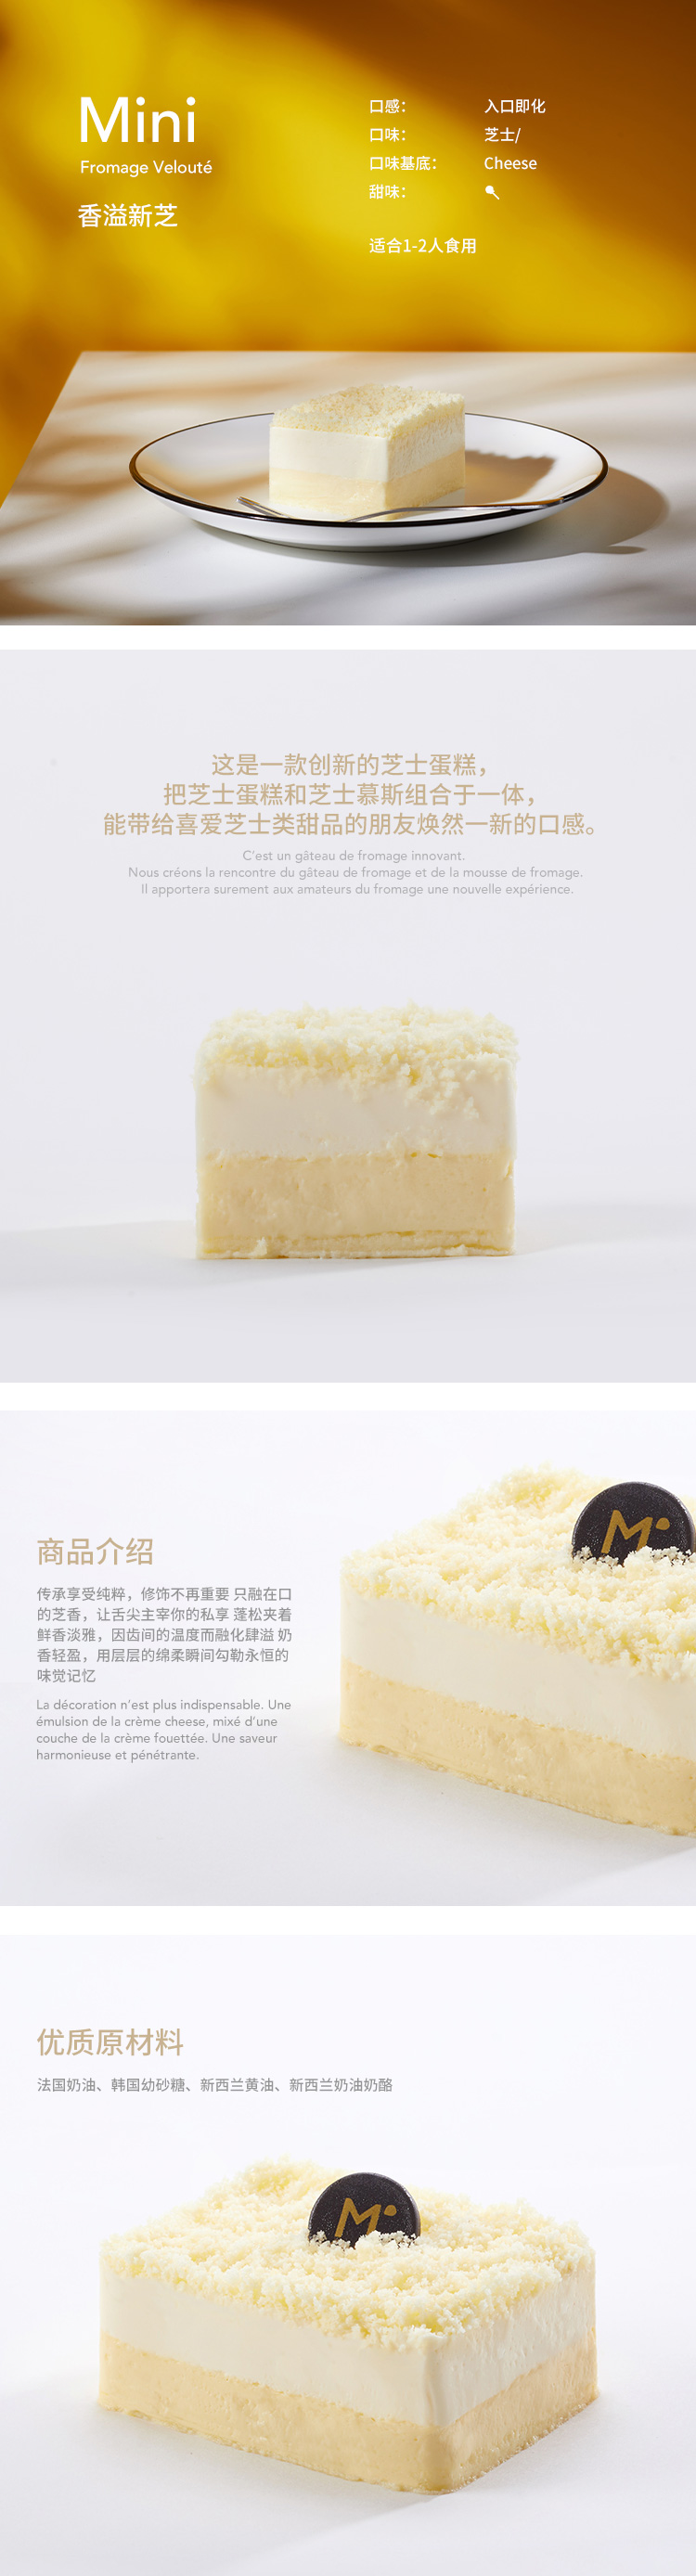 Mini
Fromage Velouté
香溢新芝
口感： 入口即化
口味： 芝士/
口味基底： Cheese
甜味：
适合1-2人食用
这是一款创新的芝士蛋糕，
把芝士蛋糕和芝士慕斯组合于一体，
能带给喜爱芝士类甜品的朋友焕然一新的口感。
C'est un gâteau de fromage innovant.
Nous créons la rencontre du gâteau de fromage et de la mousse de fromage.
Il apportera surement aux amateurs du fromage une nouvelle expérience.
商品介绍
传承享受纯粹，修饰不再重要 只融在口
的芝香，让舌尖主宰你的私享 蓬松夹着
鲜香淡雅，因齿间的温度而融化肆溢 奶
香轻盈，用层层的绵柔瞬间勾勒永恒的
味觉记忆
La décoration n'est plus indispensable. Une
émulsion de la crème cheese, mixé d'une
couche de la crème fouettée. Une saveur
harmonieuse et pénétrante.
M
优质原材料
法国奶油、韩国幼砂糖、新西兰黄油、新西兰奶油奶酪
M